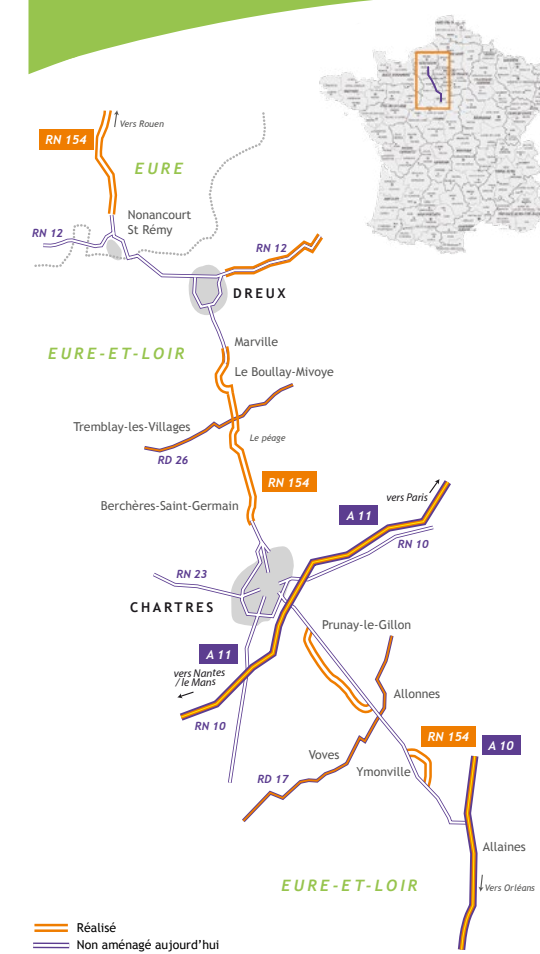 Vers Rouen
RN 154
EURE
Nonancourt
St Rémy
RN 12
RN 12
DREUX
Marville
EURE-ET-LOIR
Le Boullay-Mivoye
Tremblay-les-Villages
Le péage
RD 26
RN 154
vers Paris
Berchères-Saint-Germain
A 11
RN 10
RN 23
CHARTRES
Prunay-le-Gillon
A 11
vers Nantes
/ le Mans
Allonnes
RN 10
RN 154
A 10
Voves
Ymonville
RD 17
Allaines
EURE-ET-LOIR
Vers Orléans
Réalisé
Non aménagé aujourd'hui